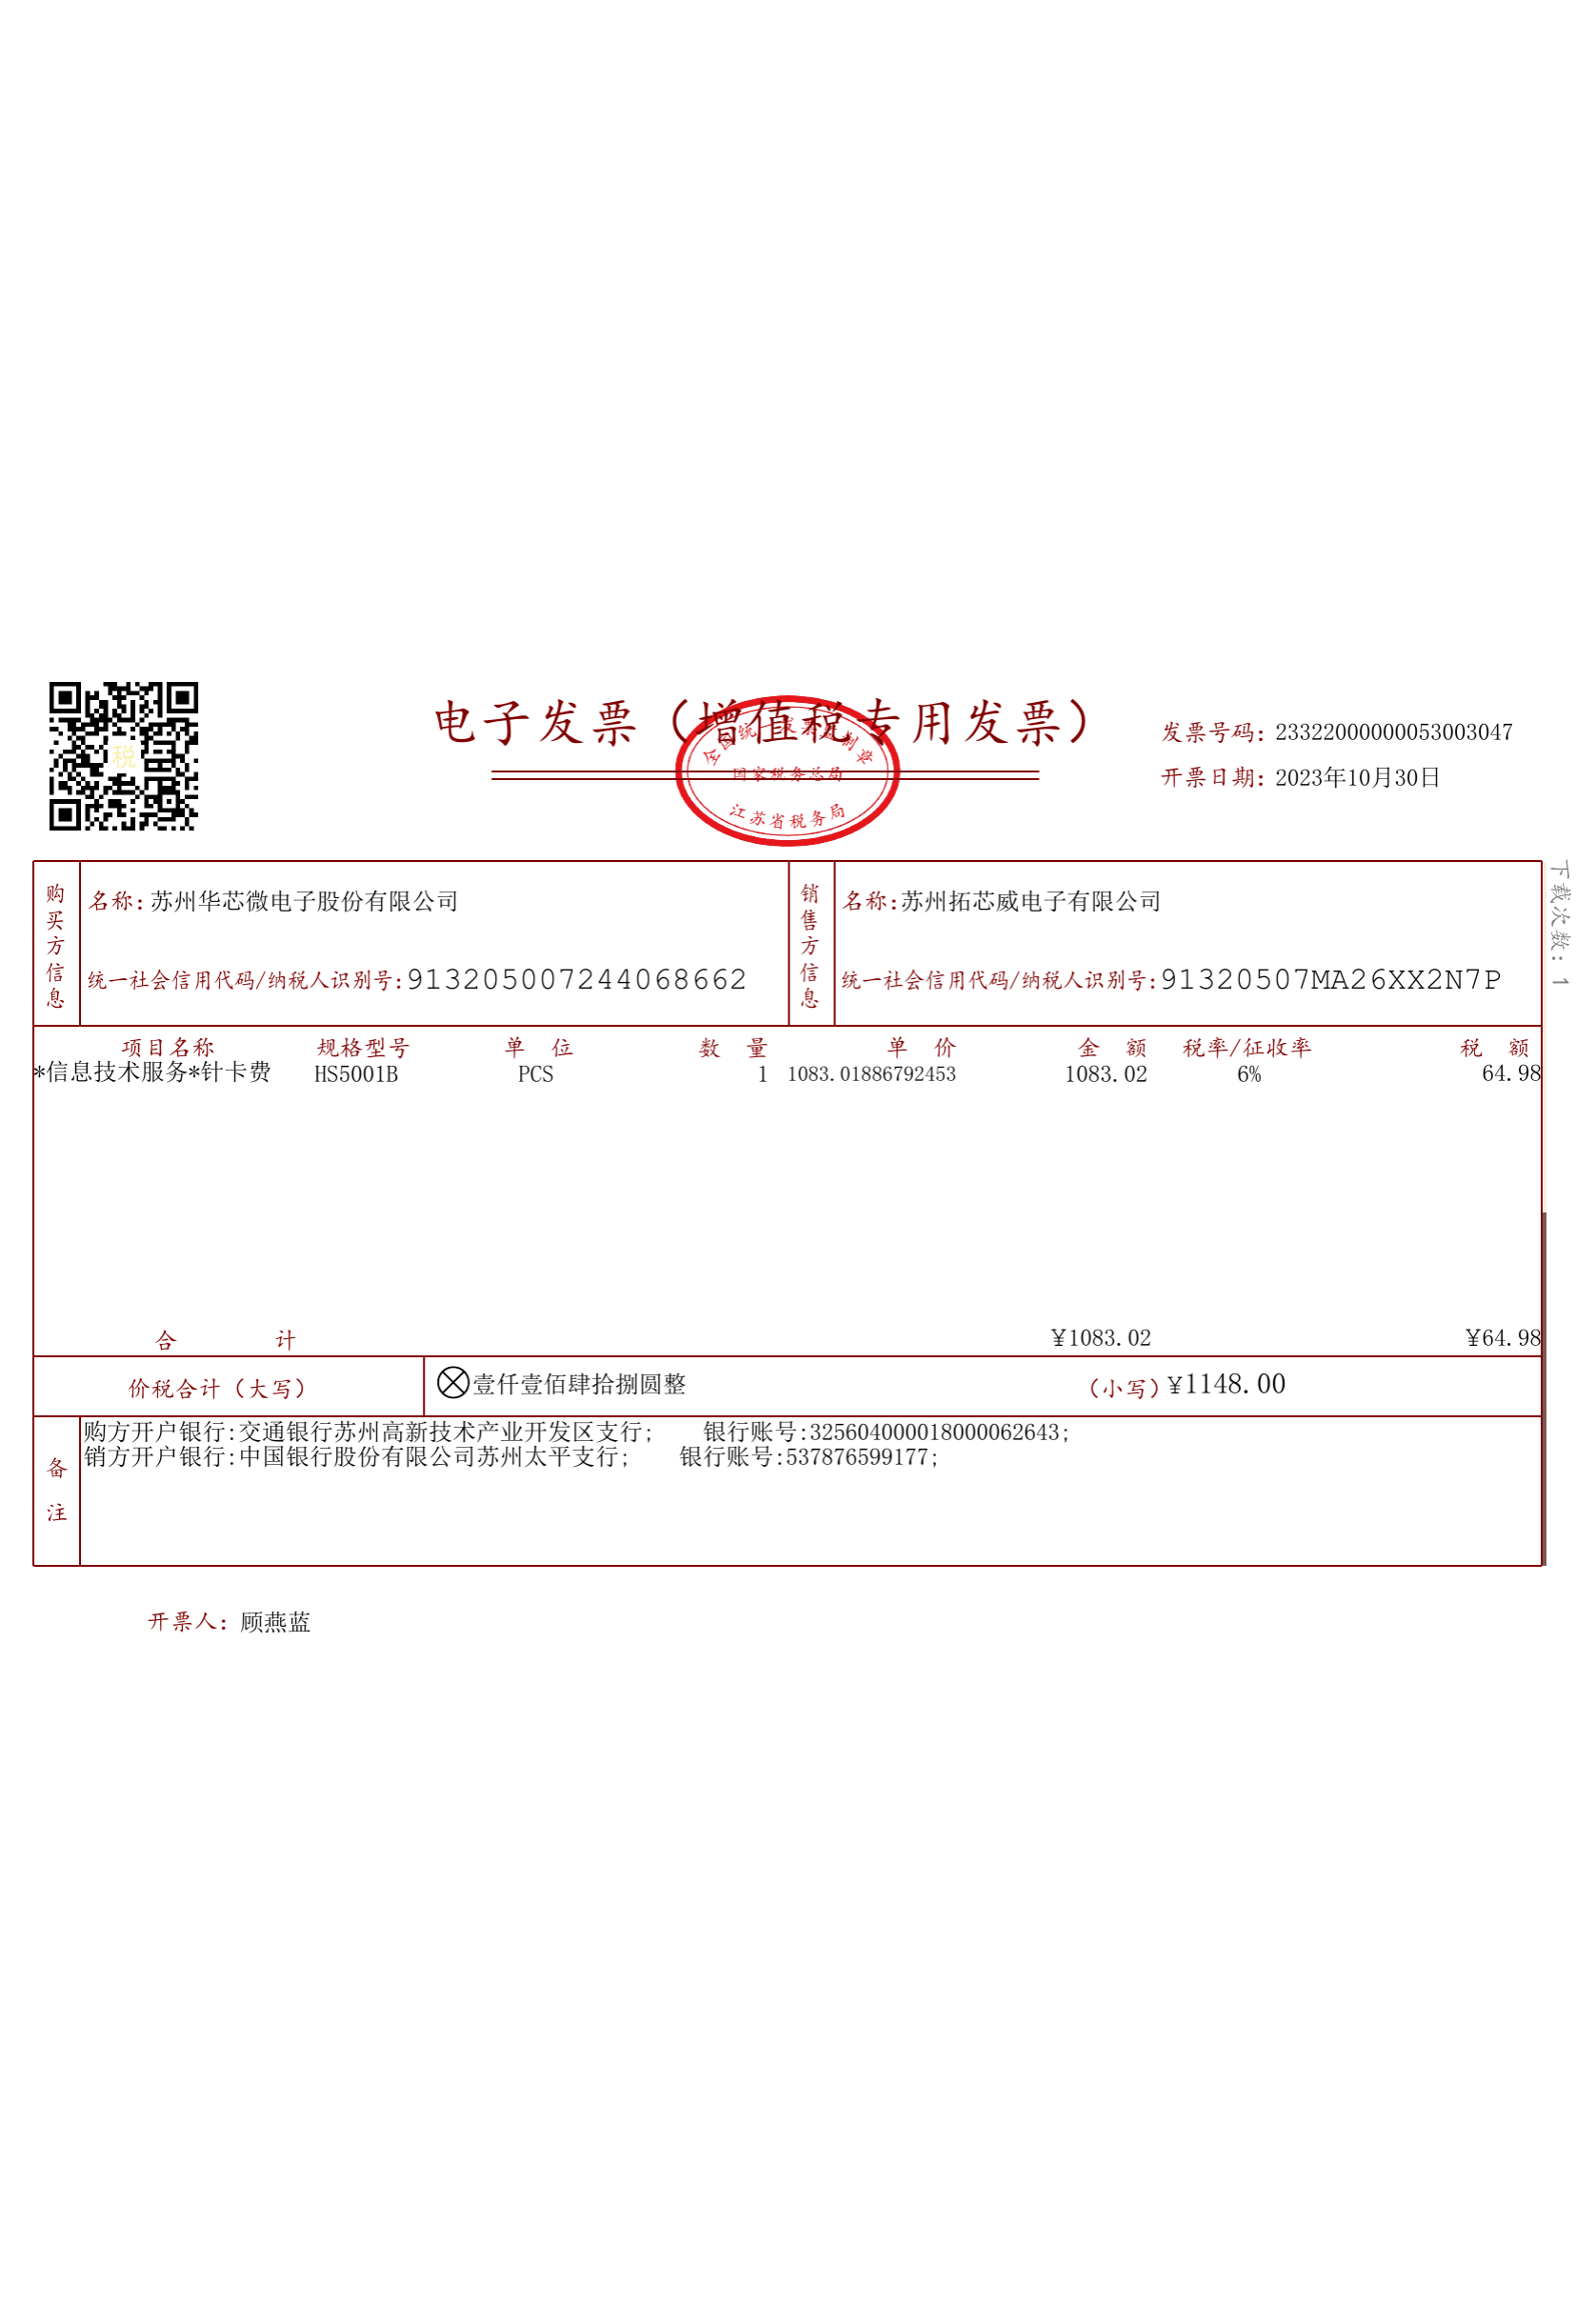 电子发票（增值税专用发票）
全国统一发票监制章
国家税务总局
江苏省税务局
税
发票号码：23322000000053003047
开票日期：2023年10月30日
下载次数：1
购买方信息
名称：苏州华芯微电子股份有限公司
统一社会信用代码/纳税人识别号：913205007244068662
销售方信息
名称：苏州拓芯威电子有限公司
统一社会信用代码/纳税人识别号：91320507MA26XX2N7P
项目名称 规格型号 单 位 数 量 单 价 金 额 税率/征收率 税 额
*信息技术服务*针卡费 HS5001B PCS 1 1083.01886792453 1083.02 6% 64.98
合 计 ¥1083.02 ¥64.98
价税合计（大写） 壹仟壹佰肆拾捌圆整 （小写）¥1148.00
备注
购方开户银行:交通银行苏州高新技术产业开发区支行; 银行账号:325604000018000062643;
销方开户银行:中国银行股份有限公司苏州太平支行; 银行账号:537876599177;
开票人：顾燕蓝